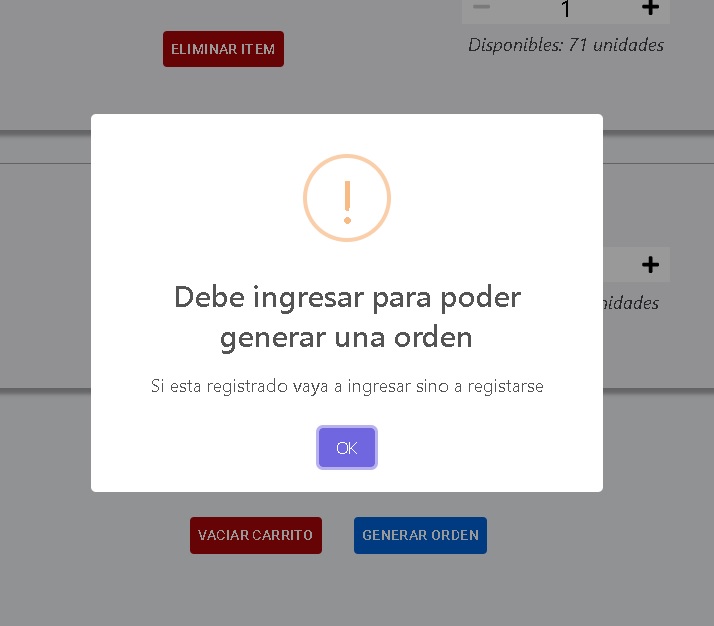 1
ELIMINAR ITEM
Disponibles: 71 unidades
!
Debe ingresar para poder
generar una orden
Si esta registrado vaya a ingresar sino a registarse
OK
VACIAR CARRITO
GENERAR ORDEN